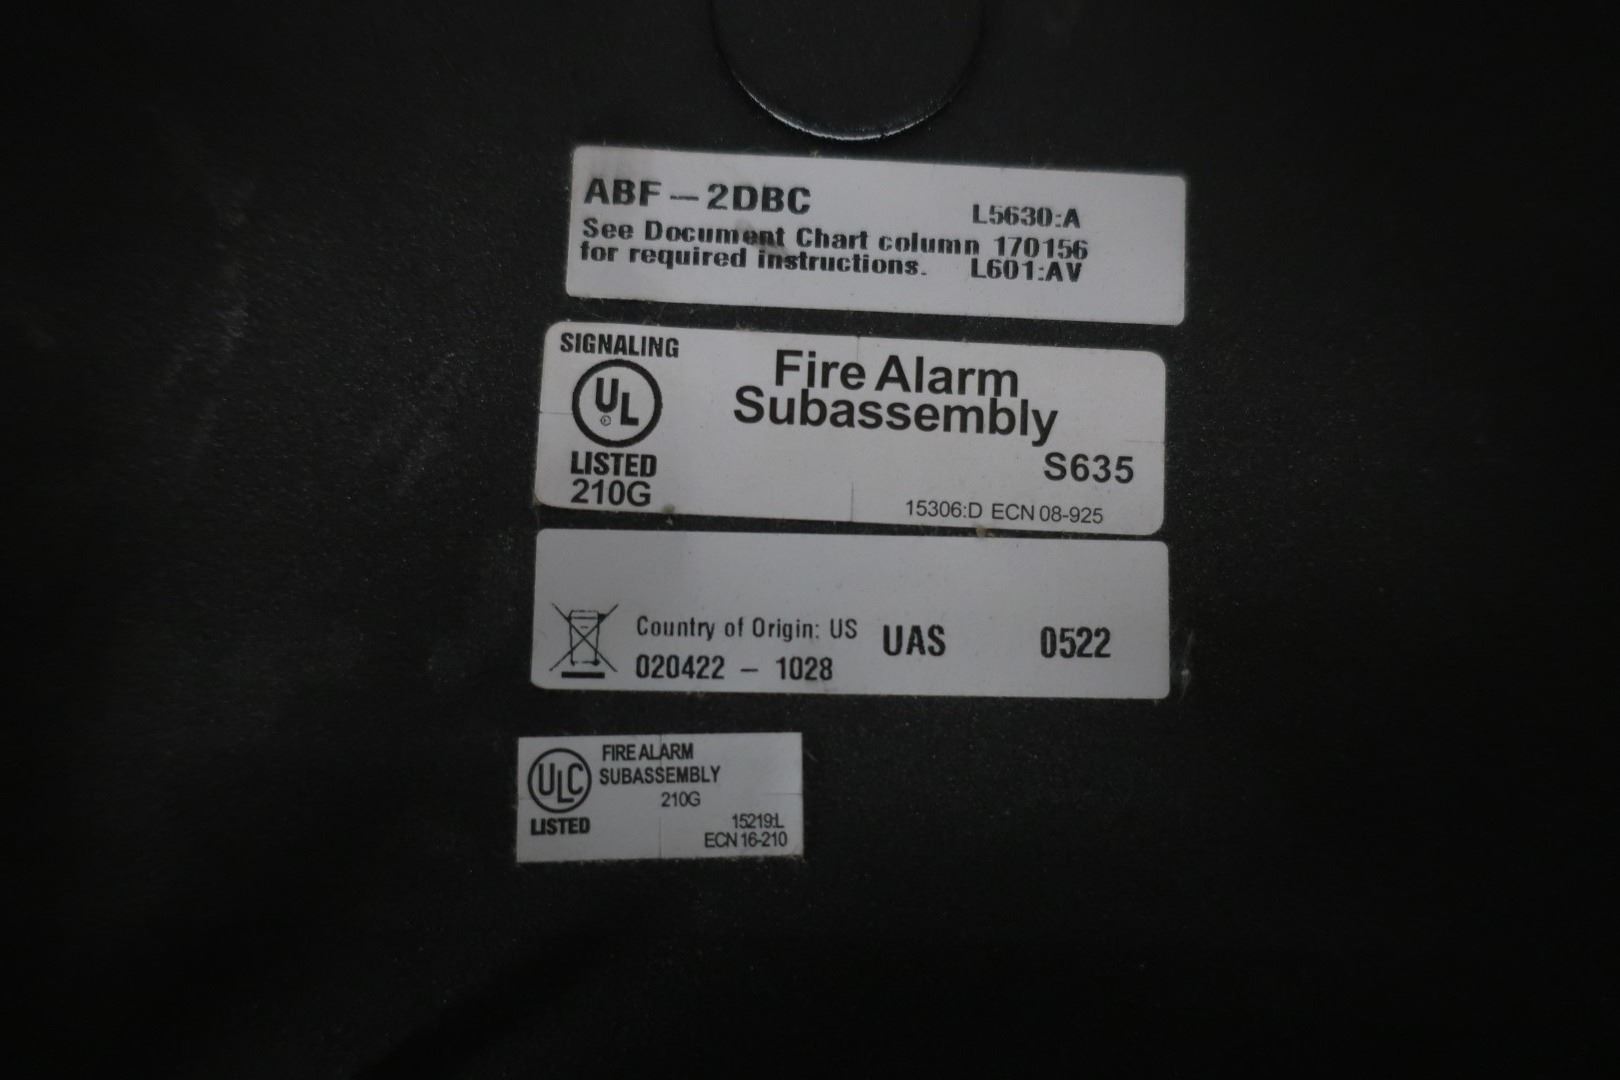 ABF - 2DBC L5630:A
See Document Chart column 170156
for required instructions. L601:AV
SIGNALING
UL
LISTED
210G
Fire Alarm
Subassembly
S635
15306:D ECN 08-925
Country of Origin: US UAS 0522
020422 - 1028
ULC
LISTED
FIRE ALARM
SUBASSEMBLY
210G
15219:L
ECN 16-210